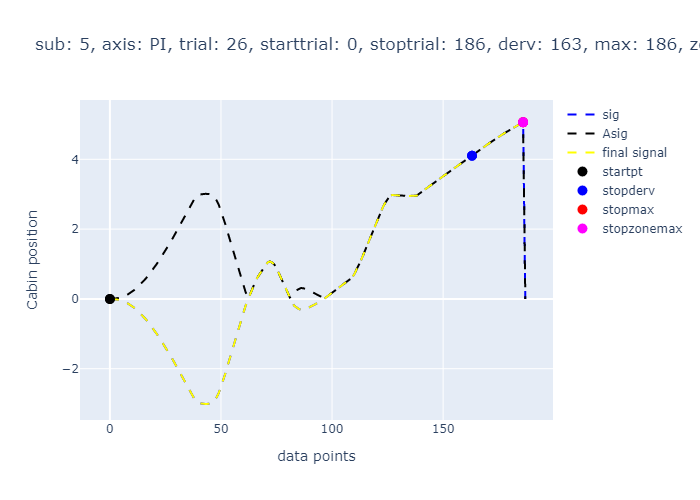 sub: 5, axis: PI, trial: 26, starttrial: 0, stoptrial: 186, derv: 163, max: 186,
sig
Asig
final signal
startpt
stopderv
stopmax
stopzonemax
Cabin position
4
2
0
−2
0
50
100
150
data points